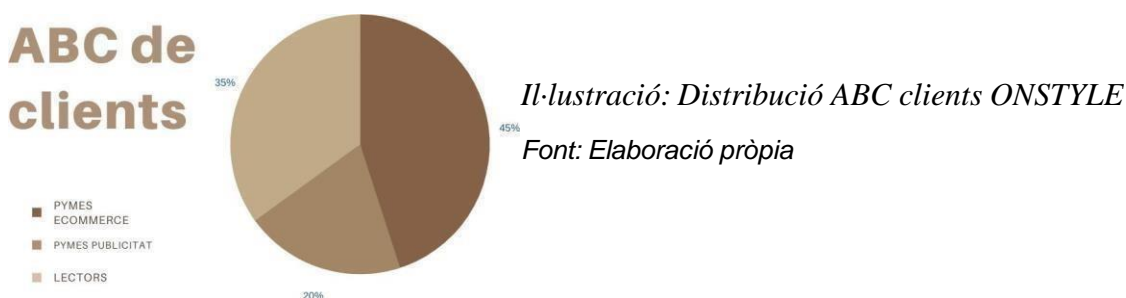 ABC de
clients
35%
45%
20%
PYMES
ECOMMERCE
PYMES PUBLICITAT
LECTORS
Il·lustració: Distribució ABC clients ONSTYLE
Font: Elaboració pròpia